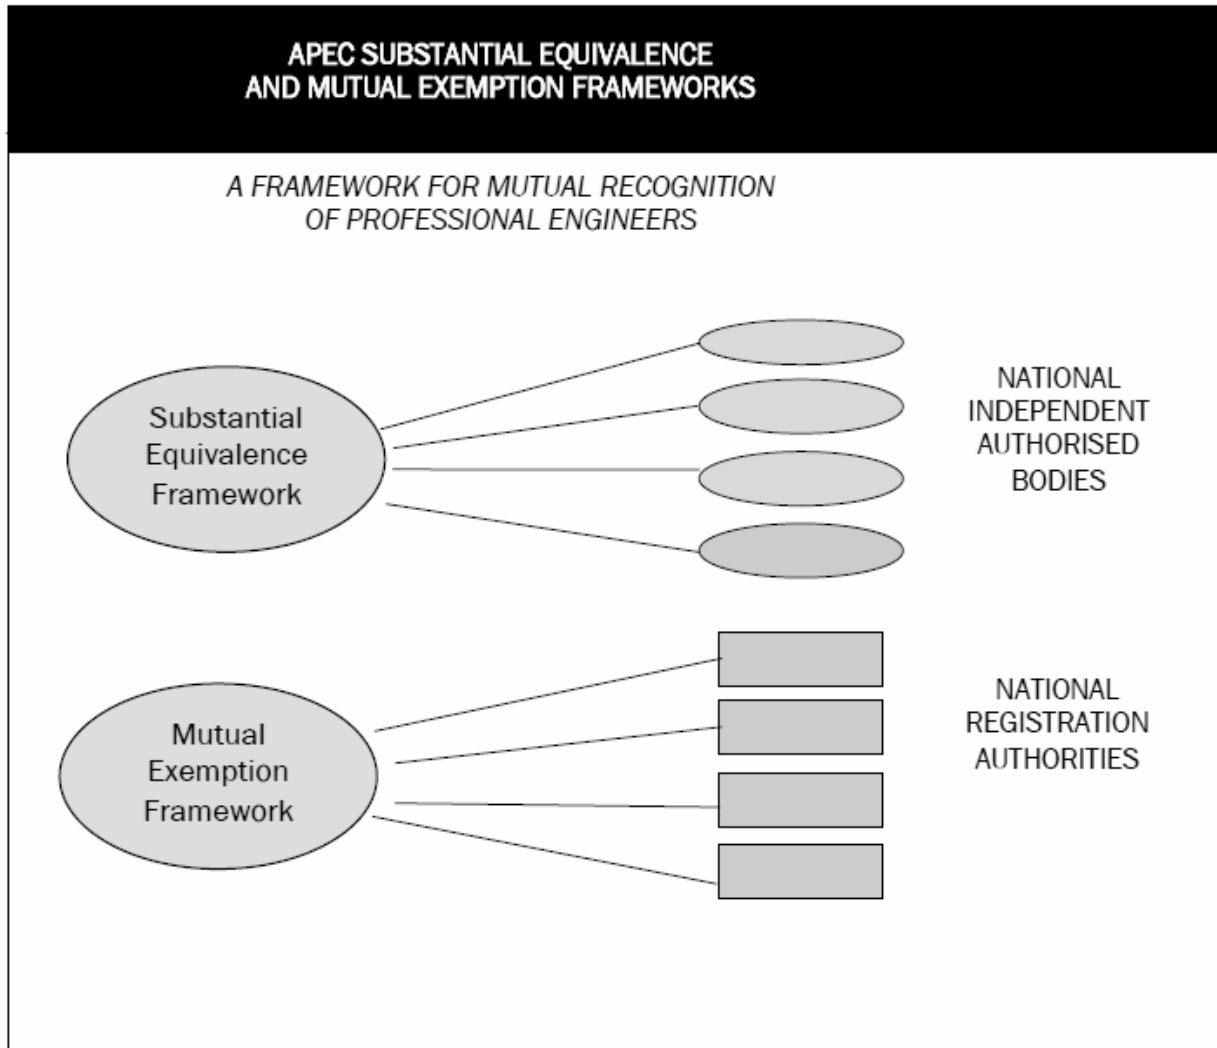 APEC SUBSTANTIAL EQUIVALENCE
AND MUTUAL EXEMPTION FRAMEWORKS
A FRAMEWORK FOR MUTUAL RECOGNITION
OF PROFESSIONAL ENGINEERS
Substantial
Equivalence
Framework
NATIONAL
INDEPENDENT
AUTHORISED
BODIES
Mutual
Exemption
Framework
NATIONAL
REGISTRATION
AUTHORITIES